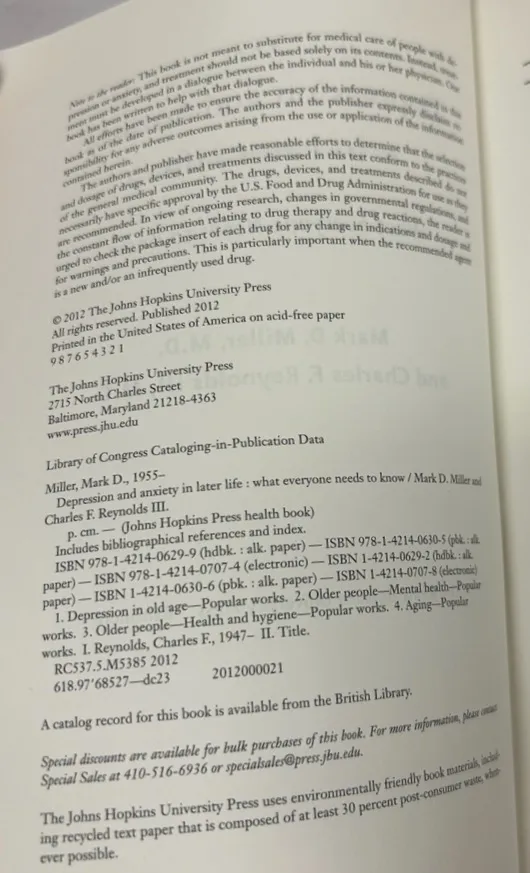 Note to the reader: This book is not meant to substitute for medical care of people with de-
pression or anxiety, and treatment should not be based solely on its contents. Instead, treat-
ment must be developed in a dialogue between the individual and his or her physician. Our
book has been written to help with that dialogue.
All efforts have been made to ensure the accuracy of the information contained in this
book as of the date of publication. The authors and the publisher expressly disclaim re-
sponsibility for any adverse outcomes arising from the use or application of the information
contained herein.
The authors and publisher have made reasonable efforts to determine that the selection
and dosage of drugs, devices, and treatments discussed in this text conform to the practices
of the general medical community. The drugs, devices, and treatments described do not
necessarily have specific approval by the U.S. Food and Drug Administration for use as they
are recommended. In view of ongoing research, changes in governmental regulations, and
the constant flow of information relating to drug therapy and drug reactions, the reader is
urged to check the package insert of each drug for any change in indications and dosage and
for warnings and precautions. This is particularly important when the recommended agent
is a new and/or an infrequently used drug.
© 2012 The Johns Hopkins University Press
All rights reserved. Published 2012
Printed in the United States of America on acid-free paper
9 8 7 6 5 4 3 2 1
The Johns Hopkins University Press
2715 North Charles Street
Baltimore, Maryland 21218-4363
www.press.jhu.edu
Library of Congress Cataloging-in-Publication Data
Miller, Mark D., 1955–
Depression and anxiety in later life : what everyone needs to know / Mark D. Miller and
Charles F. Reynolds III.
p. cm. — (Johns Hopkins Press health book)
Includes bibliographical references and index.
ISBN 978-1-4214-0629-9 (hdbk. : alk. paper) — ISBN 978-1-4214-0630-5 (pbk. : alk.
paper) — ISBN 978-1-4214-0707-4 (electronic) — ISBN 1-4214-0629-2 (hdbk. : alk.
paper) — ISBN 1-4214-0630-6 (pbk. : alk. paper) — ISBN 1-4214-0707-8 (electronic)
1. Depression in old age—Popular works. 2. Older people—Mental health—Popular
works. 3. Older people—Health and hygiene—Popular works. 4. Aging—Popular
works. I. Reynolds, Charles F., 1947– II. Title.
RC537.5.M5385 2012
618.97'68527—dc23 2012000021
A catalog record for this book is available from the British Library.
Special discounts are available for bulk purchases of this book. For more information, please contact
Special Sales at 410-516-6936 or specialsales@press.jhu.edu.
The Johns Hopkins University Press uses environmentally friendly book materials, includ-
ing recycled text paper that is composed of at least 30 percent post-consumer waste, when-
ever possible.